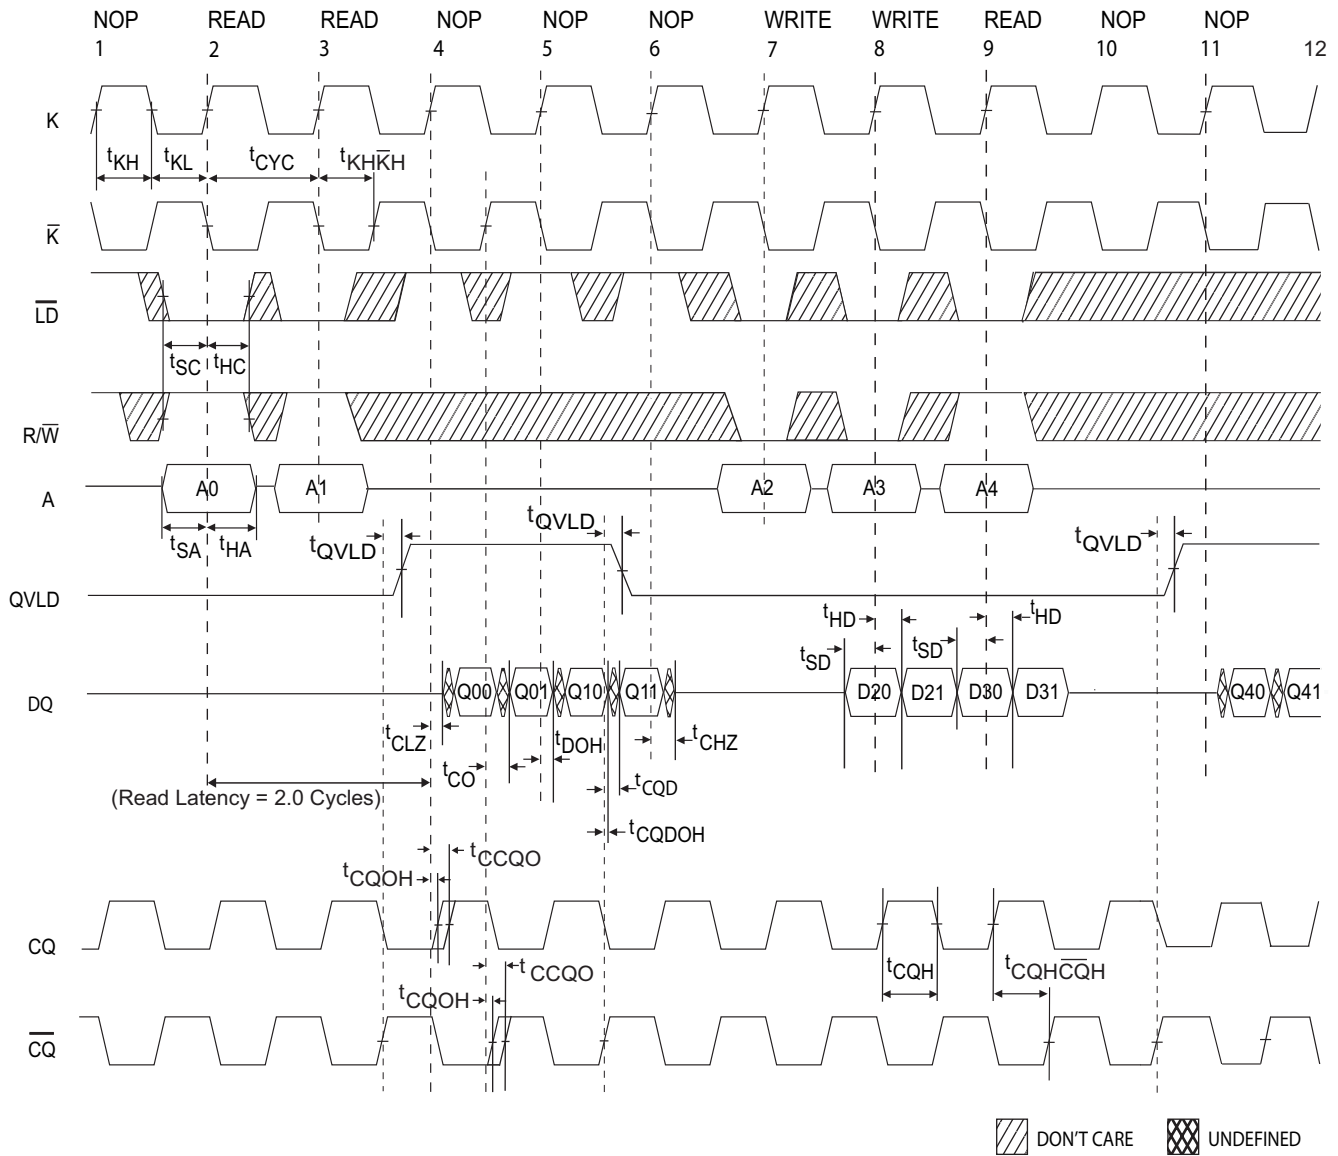 NOP READ READ NOP NOP NOP WRITE WRITE READ NOP NOP
1 2 3 4 5 6 7 8 9 10 11 12
K
tKH tKL tCYC tKHK̅H
K̅
L̅D̅
tSC tHC
R/W̅
A A0 A1 A2 A3 A4
tSA tHA tQVLD tQVLD tQVLD
QVLD
tHD tHD
tSD tSD
DQ Q00 Q01 Q10 Q11 D20 D21 D30 D31 Q40 Q41
tCLZ tDOH tCHZ
tCO tCQD
(Read Latency = 2.0 Cycles)
tCQDOH
tCCQO
tCQOH
CQ
tCCQO tCQH tCQHC̅Q̅H
tCQOH
C̅Q̅
DON'T CARE UNDEFINED